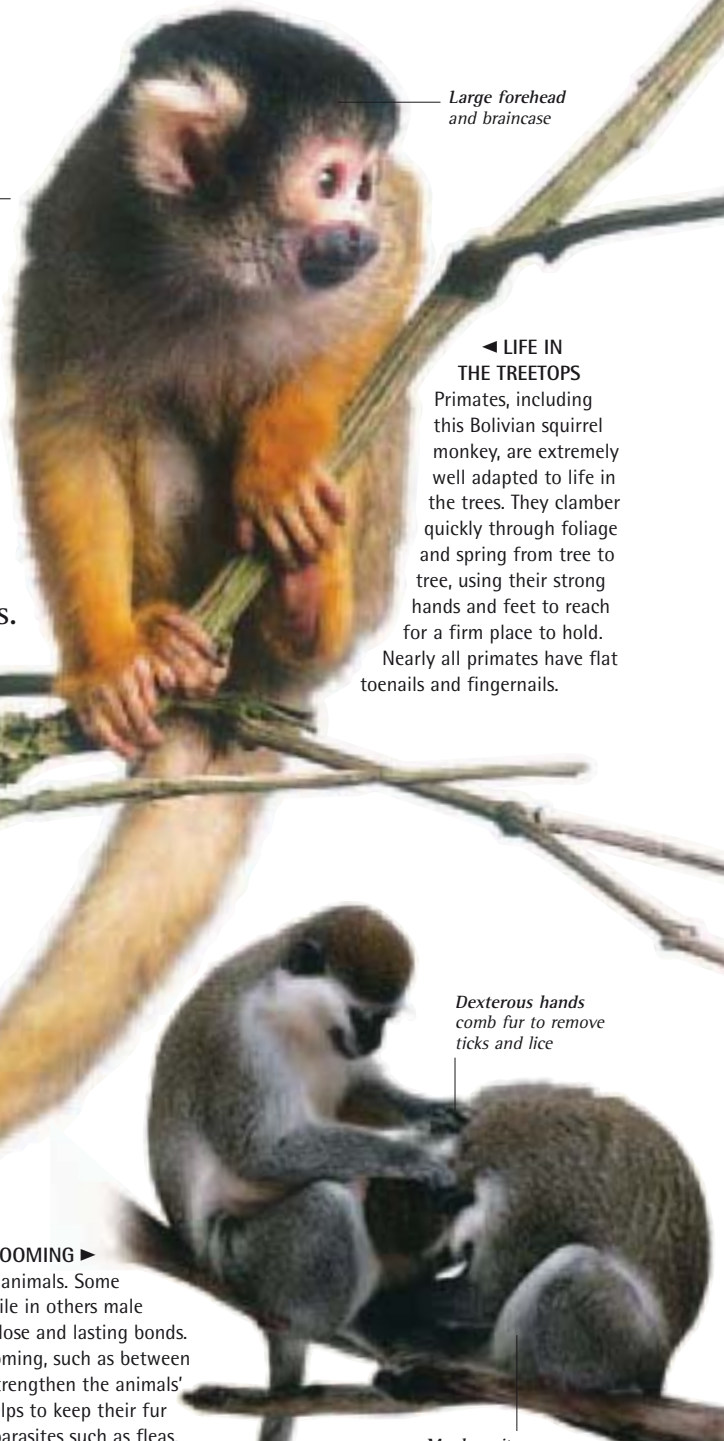 Large forehead
and braincase
◄ LIFE IN
THE TREETOPS
Primates, including
this Bolivian squirrel
monkey, are extremely
well adapted to life in
the trees. They clamber
quickly through foliage
and spring from tree to
tree, using their strong
hands and feet to reach
for a firm place to hold.
Nearly all primates have flat
toenails and fingernails.
s.
Dexterous hands
comb fur to remove
ticks and lice
OOMING ►
animals. Some
ile in others male
lose and lasting bonds.
oming, such as between
trengthen the animals'
lps to keep their fur
parasites such as fleas